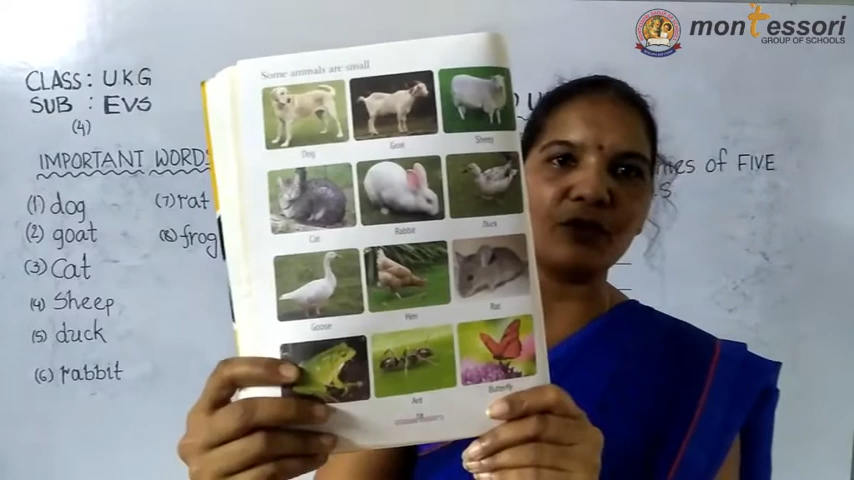 montessori
GROUP OF SCHOOLS
CLASS: UKG
SUB : EVS
(4)
IMPORTANT WORDS
(1) dog
(2) goat
(3) Cat
(4) Sheep
(5) duck
(6) rabbit
(7) rat
(8) frog
of FIVE
Some animals are small
Dog
Goat
Sheep
Cat
Rabbit
Duck
Goose
Hen
Rat
Ant
Butterfly